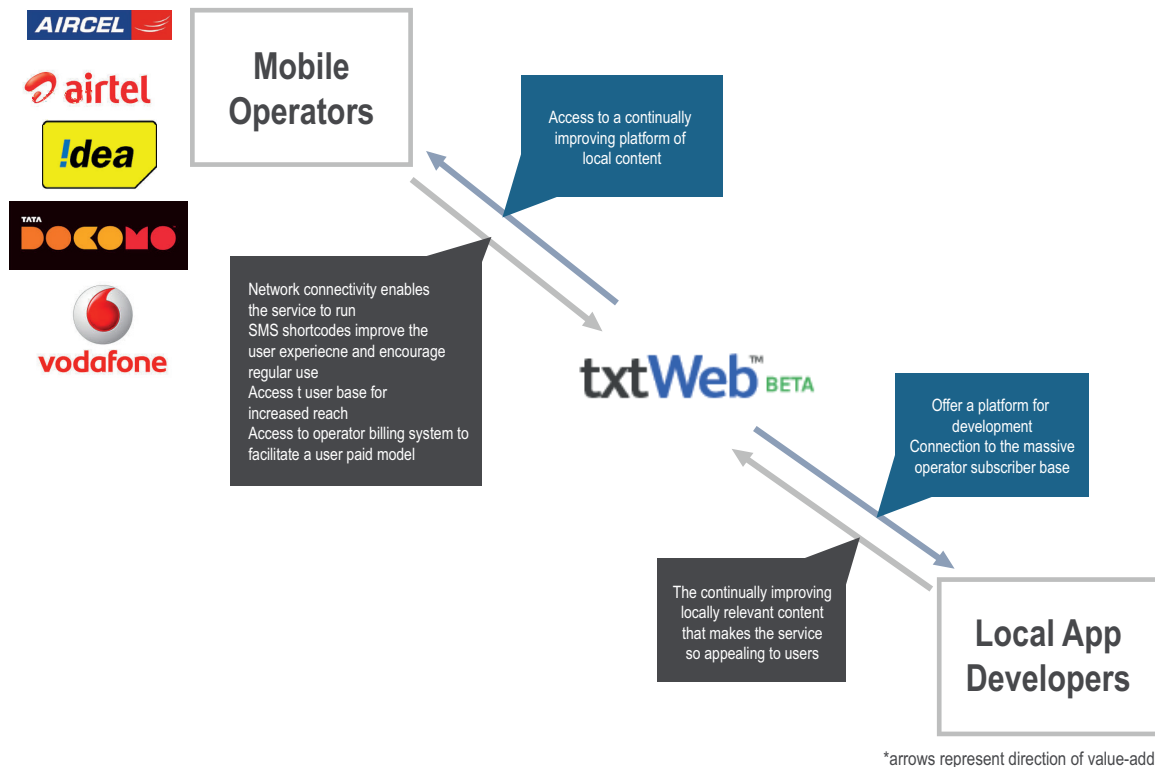 AIRCEL
airtel
!dea
TATA
DOCOMO
vodafone
Mobile
Operators
Access to a continually
improving platform of
local content
Network connectivity enables
the service to run
SMS shortcodes improve the
user experiecne and encourage
regular use
Access t user base for
increased reach
Access to operator billing system to
facilitate a user paid model
txtWeb™ BETA
Offer a platform for
development
Connection to the massive
operator subscriber base
The continually improving
locally relevant content
that makes the service
so appealing to users
Local App
Developers
*arrows represent direction of value-add